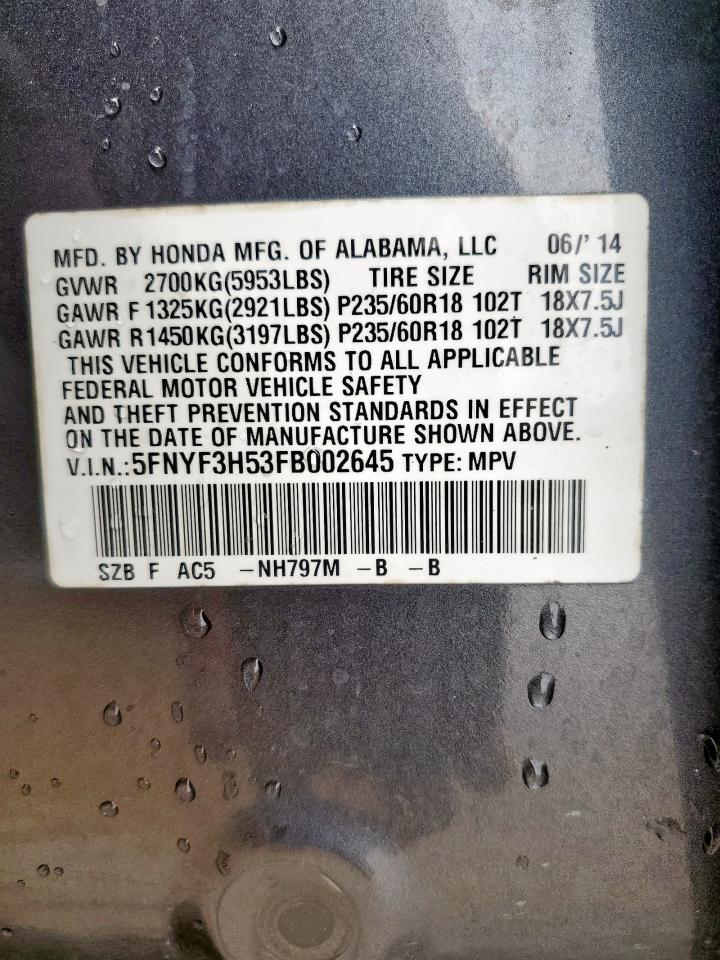 MFD. BY HONDA MFG. OF ALABAMA, LLC 06/'14
GVWR 2700KG(5953LBS) TIRE SIZE RIM SIZE
GAWR F 1325KG(2921LBS) P235/60R18 102T 18X7.5J
GAWR R1450KG(3197LBS) P235/60R18 102T 18X7.5J
THIS VEHICLE CONFORMS TO ALL APPLICABLE
FEDERAL MOTOR VEHICLE SAFETY
AND THEFT PREVENTION STANDARDS IN EFFECT
ON THE DATE OF MANUFACTURE SHOWN ABOVE.
V.I.N.: 5FNYF3H53FB002645 TYPE: MPV
SZB F AC5 -NH797M -B -B